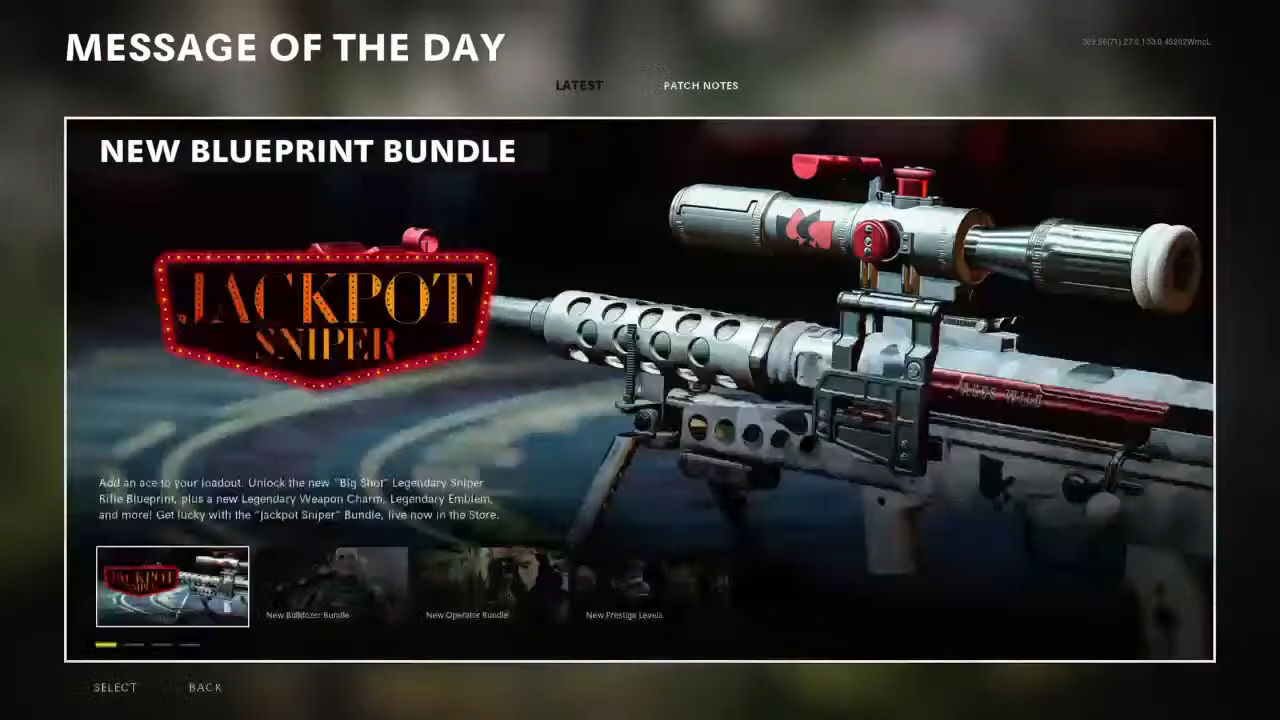 MESSAGE OF THE DAY
LATEST
PATCH NOTES
NEW BLUEPRINT BUNDLE
JACKPOT
SNIPER
Add an ace to your loadout. Unlock the new "Big Shot" Legendary Sniper
Rifle Blueprint, plus a new Legendary Weapon Charm, Legendary Emblem,
and more! Get lucky with the "Jackpot Sniper" Bundle, live now in the Store.
JACKPOT
SNIPER
New Bulldozer Bundle
New Operator Bundle
New Prestige Levels
SELECT
BACK